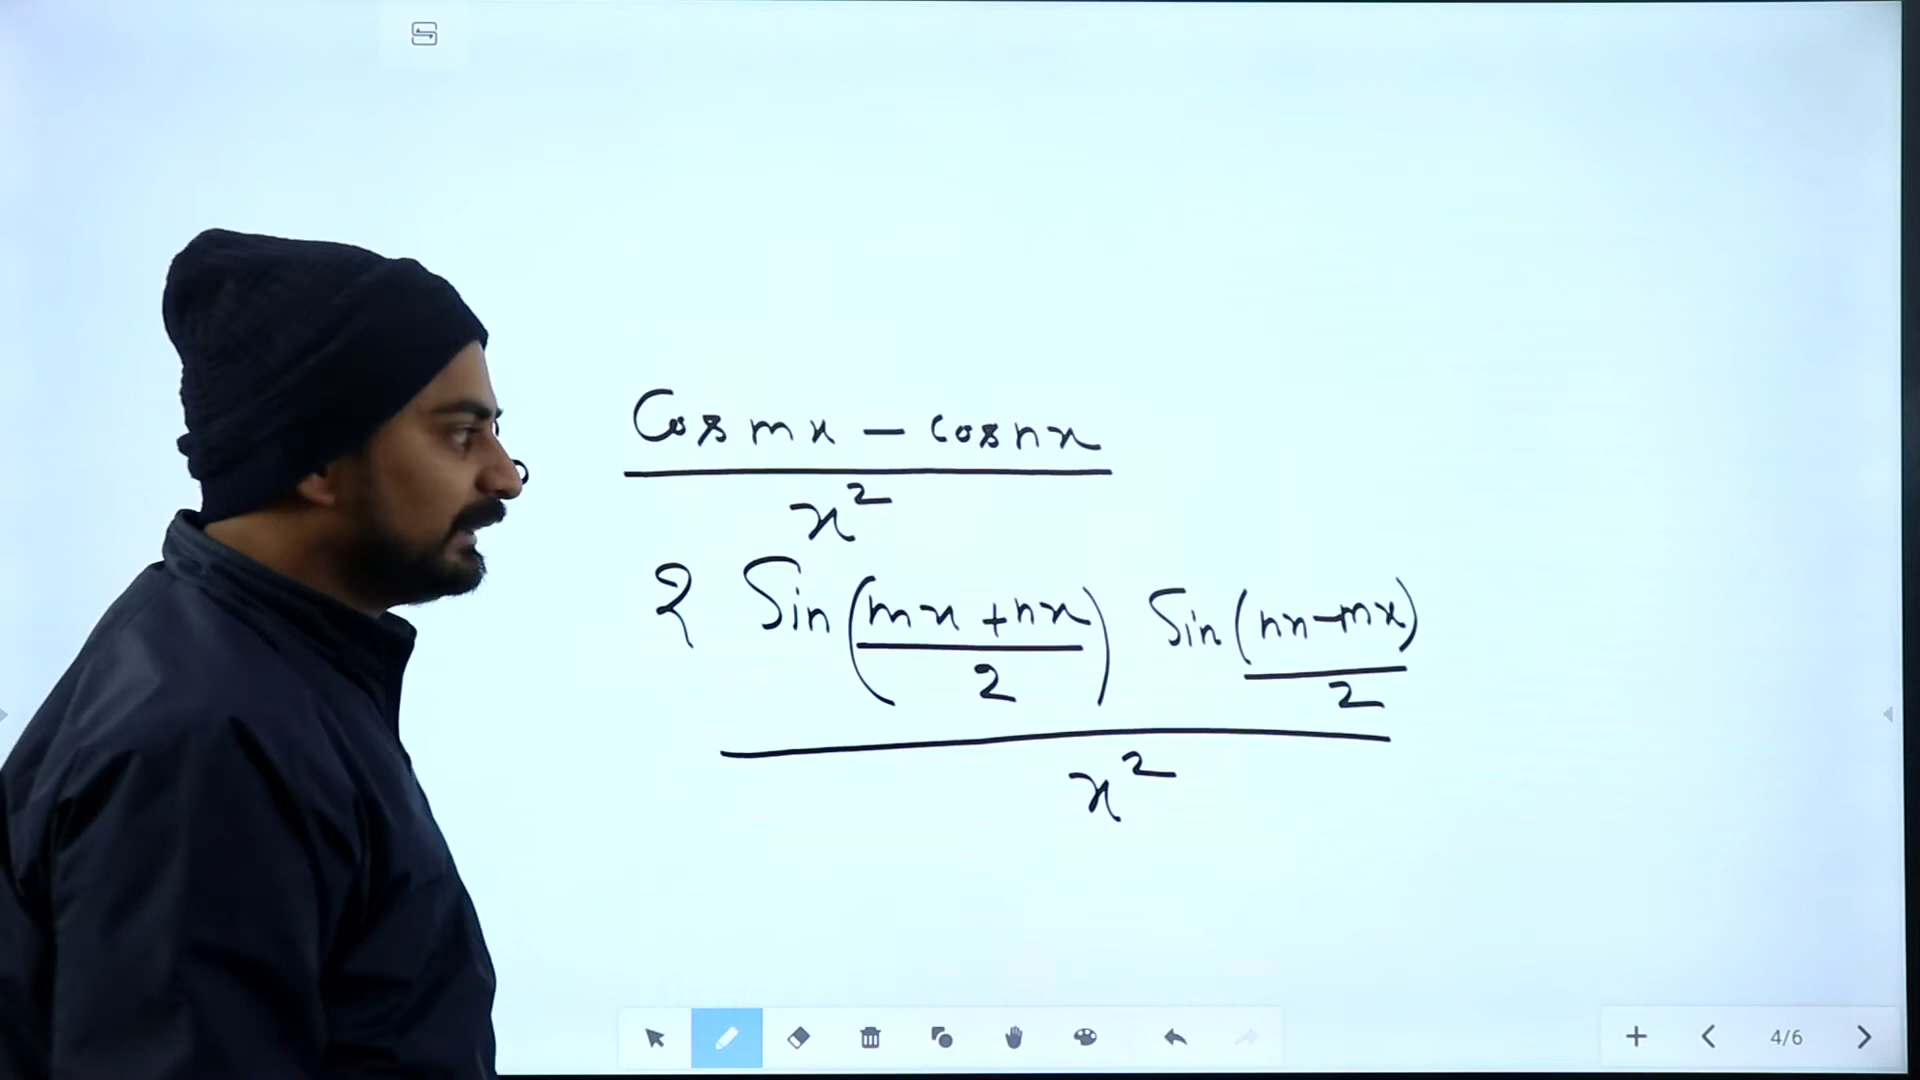 Cos mx - cos nx
x²
2 Sin (mx + nx) Sin (nx - mx)
2 2
x²
4/6